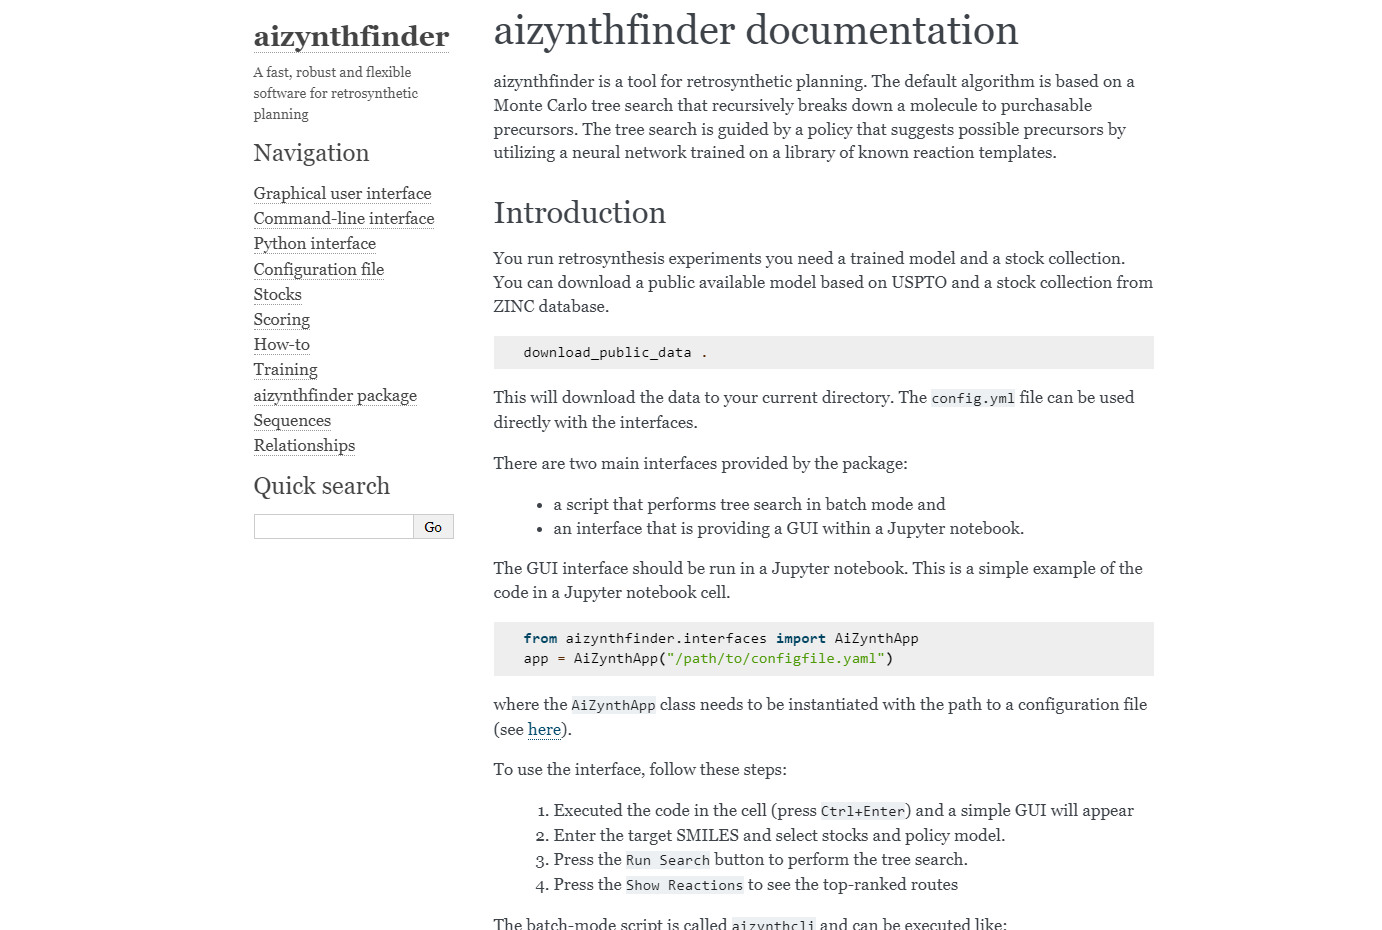 aizynthfinder
A fast, robust and flexible
software for retrosynthetic
planning
Navigation
Graphical user interface
Command-line interface
Python interface
Configuration file
Stocks
Scoring
How-to
Training
aizynthfinder package
Sequences
Relationships
Quick search
Go
aizynthfinder documentation
aizynthfinder is a tool for retrosynthetic planning. The default algorithm is based on a
Monte Carlo tree search that recursively breaks down a molecule to purchasable
precursors. The tree search is guided by a policy that suggests possible precursors by
utilizing a neural network trained on a library of known reaction templates.
Introduction
You run retrosynthesis experiments you need a trained model and a stock collection.
You can download a public available model based on USPTO and a stock collection from
ZINC database.
download_public_data .
This will download the data to your current directory. The config.yml file can be used
directly with the interfaces.
There are two main interfaces provided by the package:
• a script that performs tree search in batch mode and
• an interface that is providing a GUI within a Jupyter notebook.
The GUI interface should be run in a Jupyter notebook. This is a simple example of the
code in a Jupyter notebook cell.
from aizynthfinder.interfaces import AiZynthApp
app = AiZynthApp("/path/to/configfile.yaml")
where the AiZynthApp class needs to be instantiated with the path to a configuration file
(see here).
To use the interface, follow these steps:
1. Executed the code in the cell (press Ctrl+Enter) and a simple GUI will appear
2. Enter the target SMILES and select stocks and policy model.
3. Press the Run Search button to perform the tree search.
4. Press the Show Reactions to see the top-ranked routes
The batch-mode script is called aizynthcli and can be executed like: